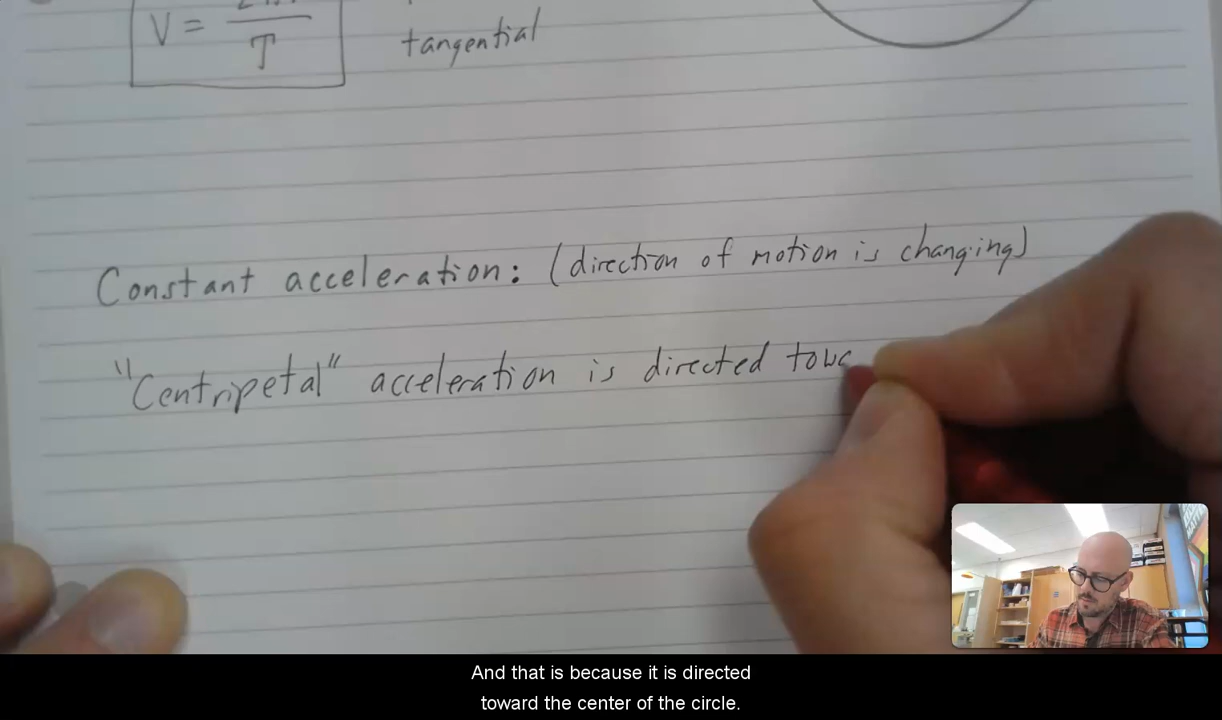 V =
T
tangential
Constant acceleration: (direction of motion is changing)
"Centripetal" acceleration is directed
And that is because it is directed
toward the center of the circle.